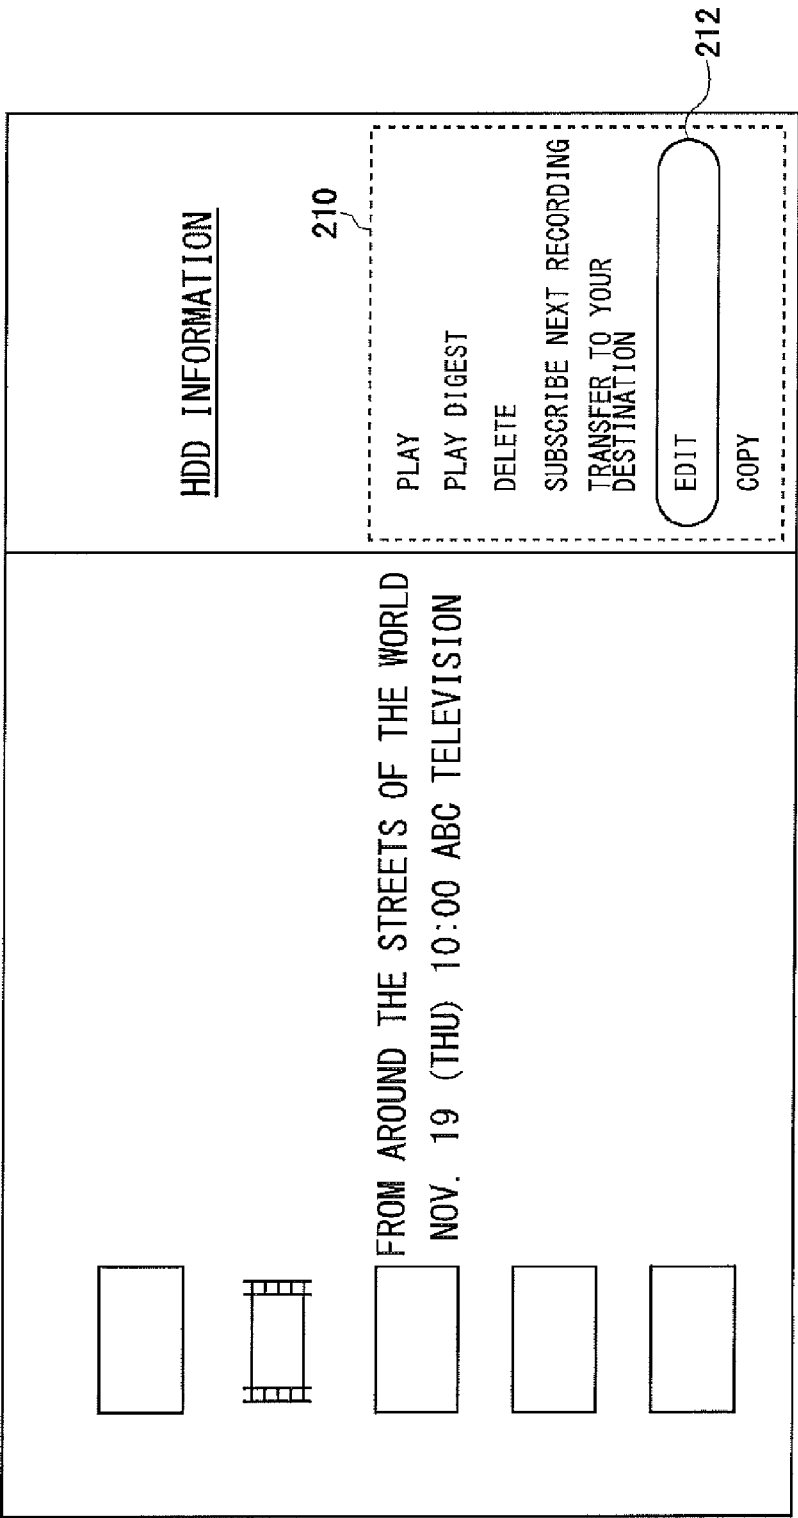 HDD INFORMATION
210
PLAY
PLAY DIGEST
DELETE
SUBSCRIBE NEXT RECORDING
TRANSFER TO YOUR
DESTINATION
EDIT
212
COPY
FROM AROUND THE STREETS OF THE WORLD
NOV. 19 (THU) 10:00 ABC TELEVISION